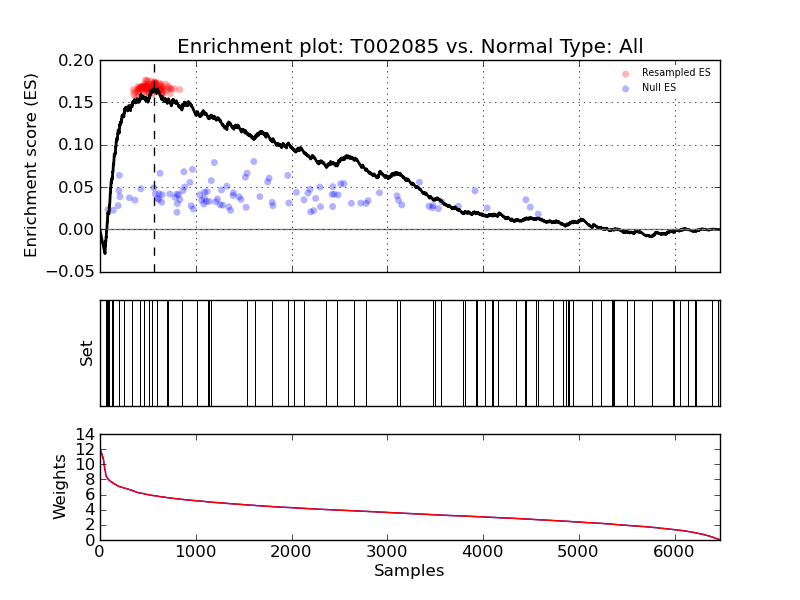 Enrichment plot: T002085 vs. Normal Type: All
0.20
0.15
0.10
0.05
0.00
−0.05
Enrichment score (ES)
Resampled ES
Null ES
Set
14
12
10
8
6
4
2
0
Weights
0 1000 2000 3000 4000 5000 6000
Samples